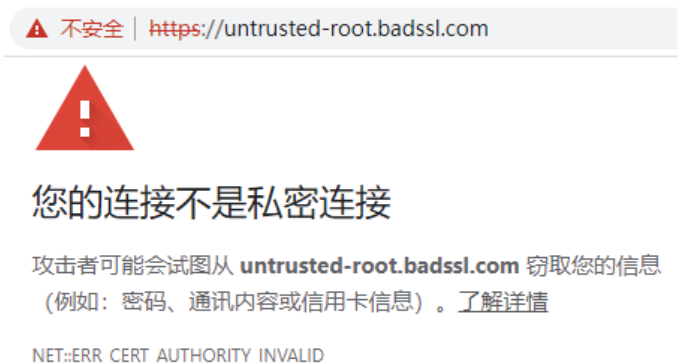 不安全 | https://untrusted-root.badssl.com
您的连接不是私密连接
攻击者可能会试图从 untrusted-root.badssl.com 窃取您的信息
（例如：密码、通讯内容或信用卡信息）。了解详情
NET::ERR_CERT_AUTHORITY_INVALID